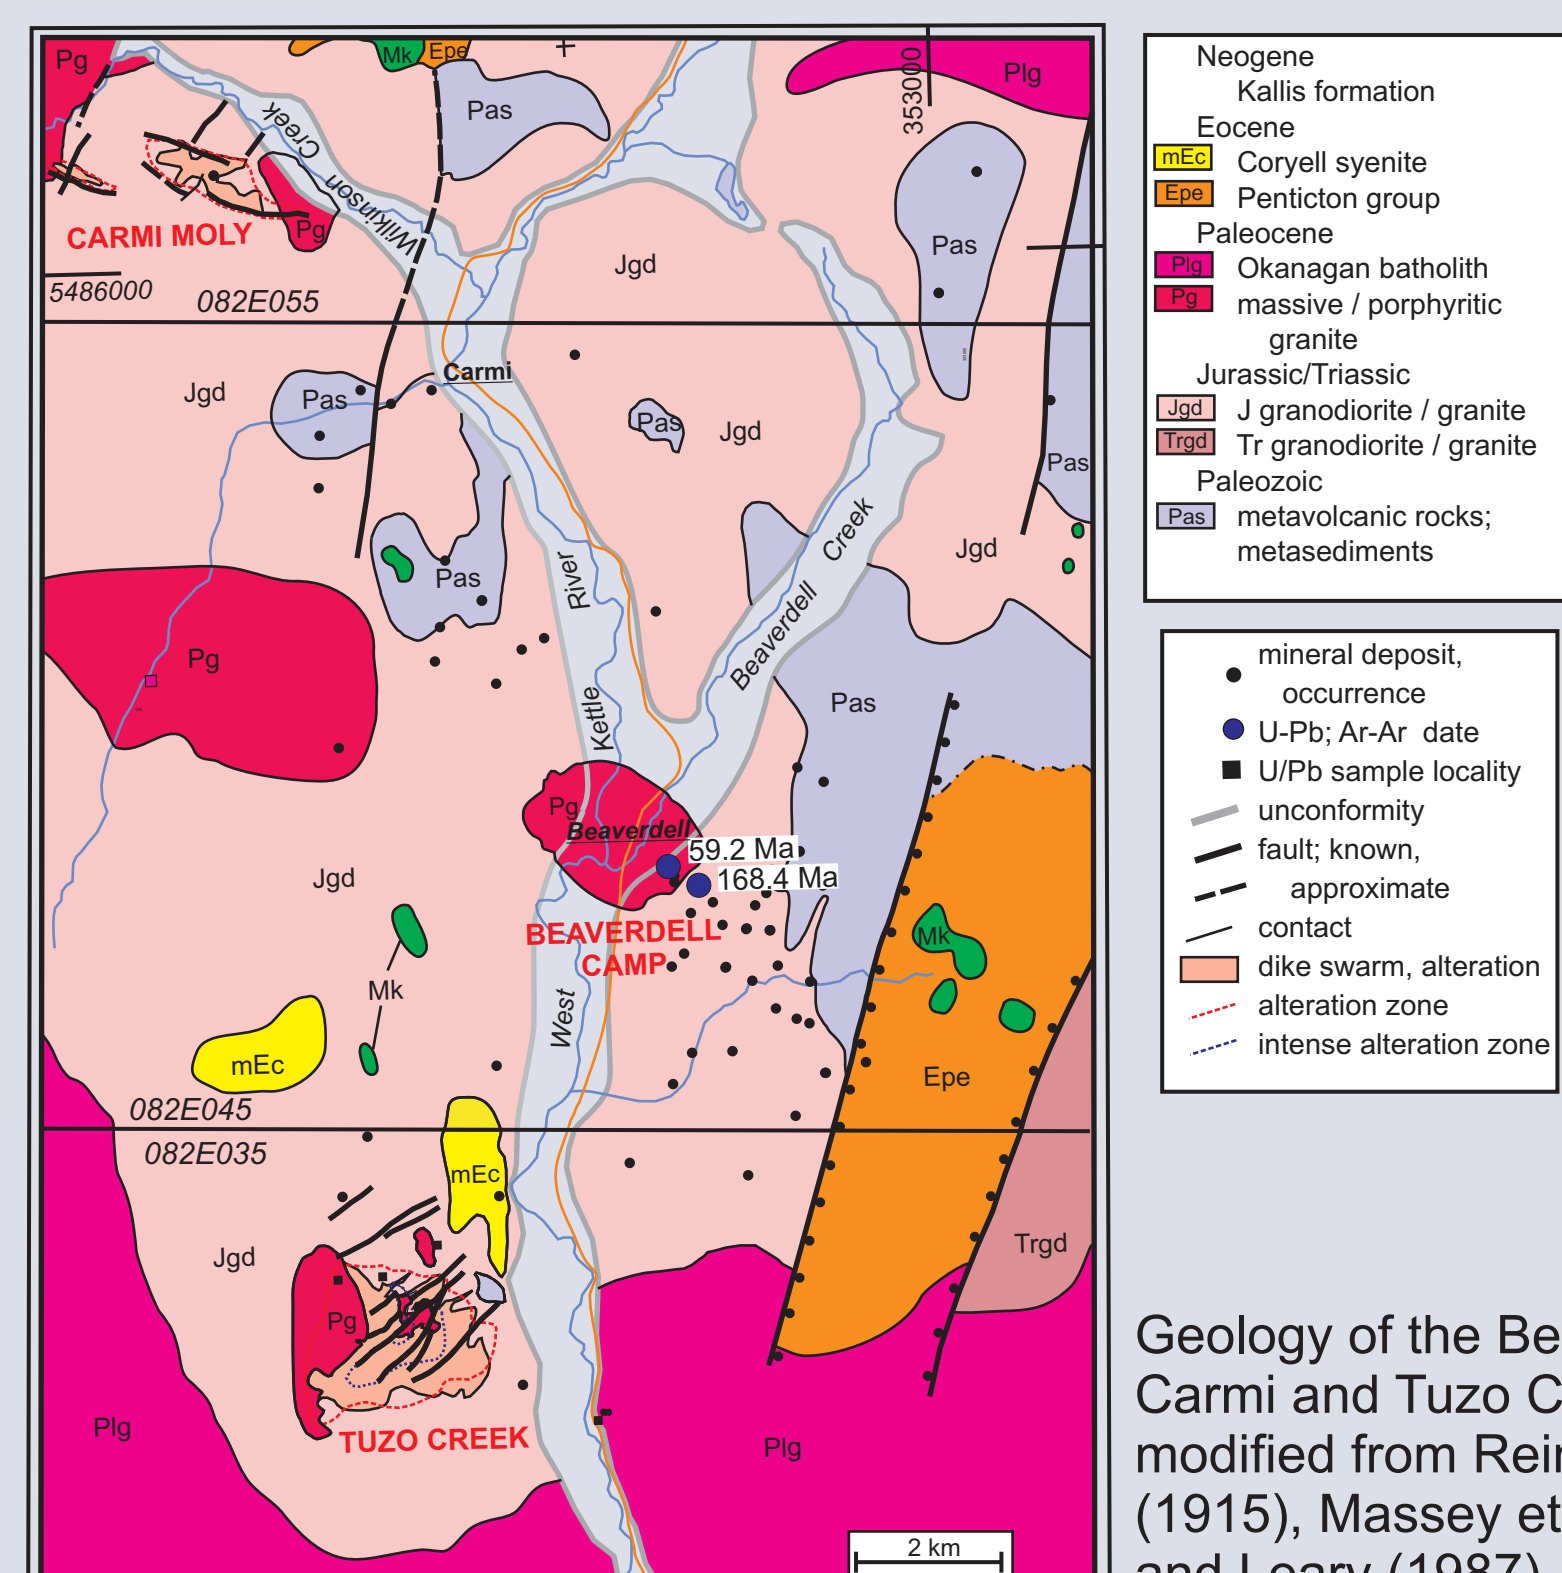 Pg
Mk
Epe
353000
Plg
Pas
Creek
Wilkinson
Pg
CARMI MOLY
Jgd
Pas
5486000
082E055
Carmi
Jgd
Pas
Pas
Jgd
Pas
Creek
Jgd
River
Pas
Beaverdell
Pg
Kettle
Pas
Pg
Beaverdell
59.2 Ma
168.4 Ma
Jgd
BEAVERDELL
CAMP
Mk
Mk
West
mEc
Epe
082E045
082E035
mEc
Jgd
Trgd
Pg
TUZO CREEK
Plg
Plg
2 km
Neogene
Kallis formation
Eocene
mEc Coryell syenite
Epe Penticton group
Paleocene
Plg Okanagan batholith
Pg massive / porphyritic
granite
Jurassic/Triassic
Jgd J granodiorite / granite
Trgd Tr granodiorite / granite
Paleozoic
Pas metavolcanic rocks;
metasediments
mineral deposit,
occurrence
U-Pb; Ar-Ar date
U/Pb sample locality
unconformity
fault; known,
approximate
contact
dike swarm, alteration
alteration zone
intense alteration zone
Geology of the Be
Carmi and Tuzo C
modified from Rein
(1915), Massey et
and Leary (1987)